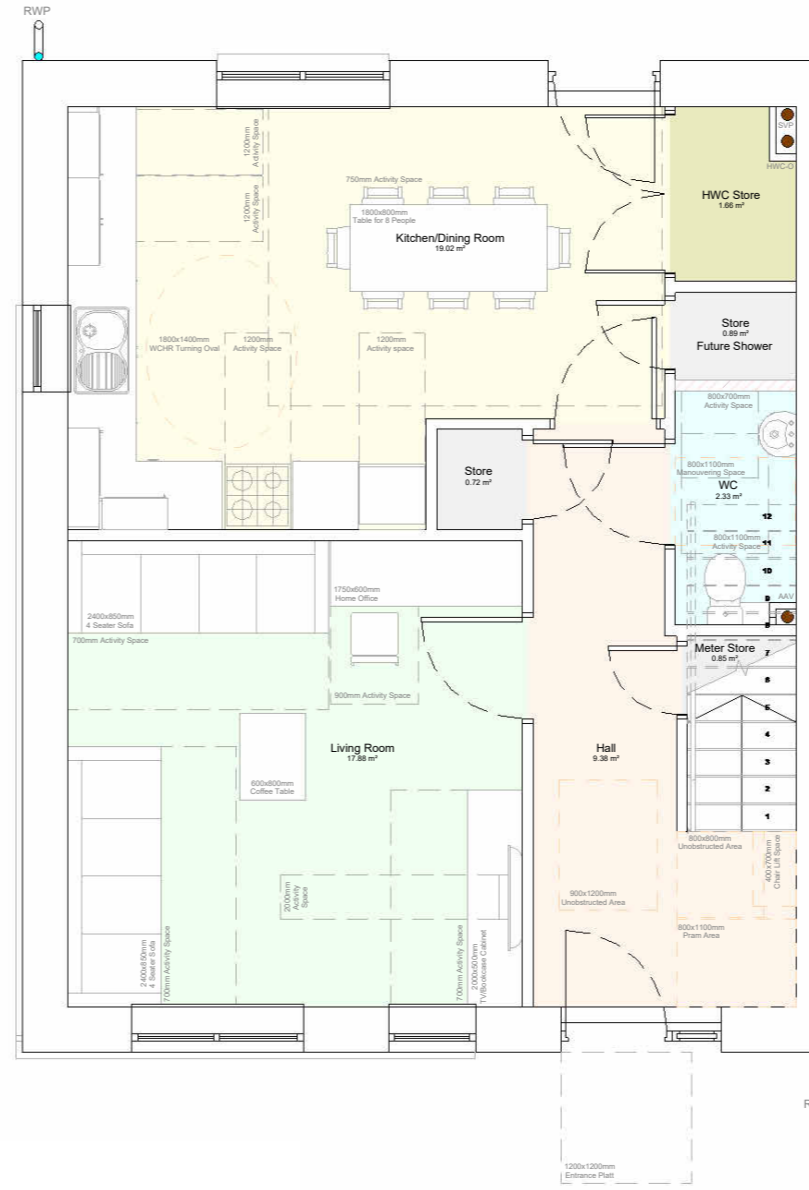 RWP
1200mm
Activity Space
SVP
HWC-O
1200mm
Activity Space
750mm Activity Space
HWC Store
1.66 m²
1800x800mm
Table for 8 People
Kitchen/Dining Room
19.02 m²
1800x1400mm
WCHR Turning Oval
1200mm
Activity Space
1200mm
Activity space
Store
0.89 m²
Future Shower
800x700mm
Activity Space
Store
0.72 m²
800x1100mm
Manouvering Space
WC
2.33 m²
12
800x1100mm
Activity Space
11
10
9
AAV
8
1750x600mm
Home Office
2400x850mm
4 Seater Sofa
700mm Activity Space
Meter Store
0.85 m²
7
6
900mm Activity Space
5
4
Living Room
17.88 m²
Hall
9.38 m²
3
600x800mm
Coffee Table
2
1
800x800mm
Unobstructed Area
400x700mm
Chair Lift Space
2000mm
Activity
Space
900x1200mm
Unobstructed Area
800x1100mm
Pram Area
2400x850mm
4 Seater Sofa
700mm Activity Space
700mm Activity Space
2000x500mm
TV/Bookcase Cabinet
R
1200x1200mm
Entrance Platt